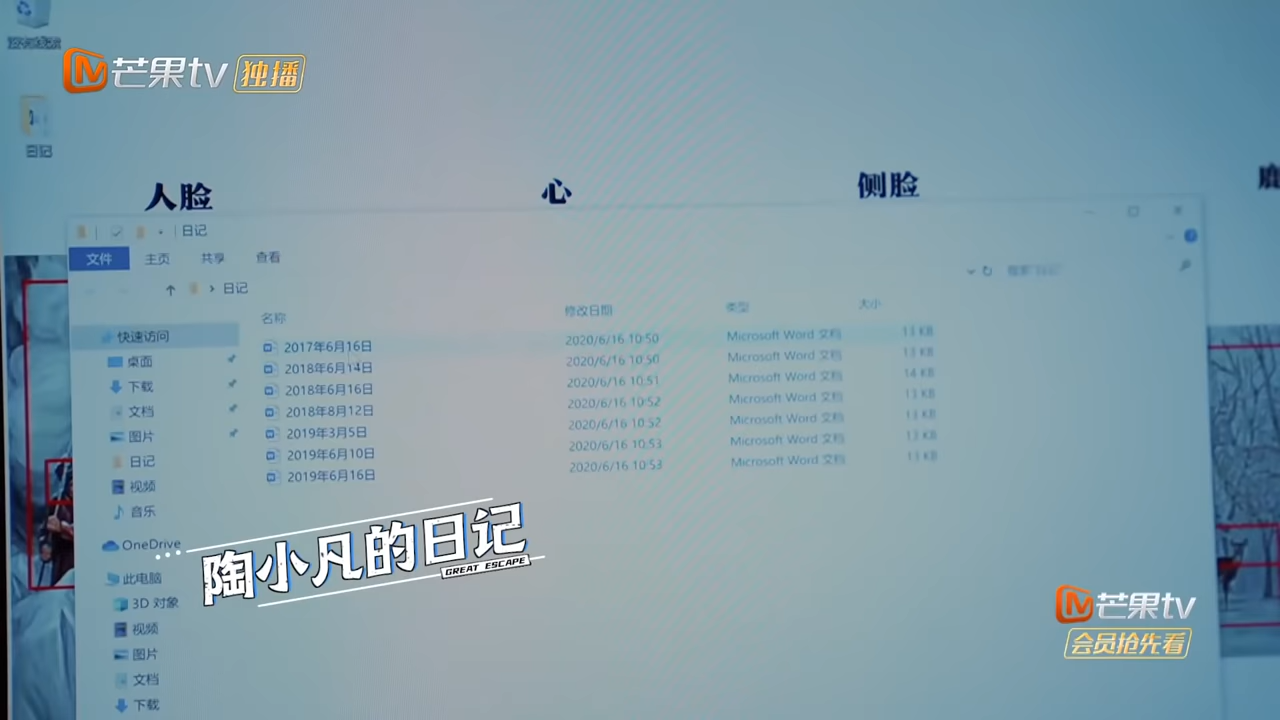 芒果tv 独播
日记
人脸 心 侧脸
日记
文件 主页 共享 查看
日记
名称 修改日期 类型 大小
快速访问
桌面
下载
文档
图片
日记
视频
音乐
OneDrive
此电脑
3D 对象
视频
图片
文档
下载
2017年6月16日 2020/6/16 10:50 Microsoft Word 文档 13 KB
2018年6月14日 2020/6/16 10:50 Microsoft Word 文档 13 KB
2018年6月16日 2020/6/16 10:51 Microsoft Word 文档 14 KB
2018年8月12日 2020/6/16 10:52 Microsoft Word 文档 13 KB
2019年3月5日 2020/6/16 10:52 Microsoft Word 文档 13 KB
2019年6月10日 2020/6/16 10:53 Microsoft Word 文档 13 KB
2019年6月16日 2020/6/16 10:53 Microsoft Word 文档 13 KB
陶小凡的日记
GREAT ESCAPE
芒果tv
会员抢先看